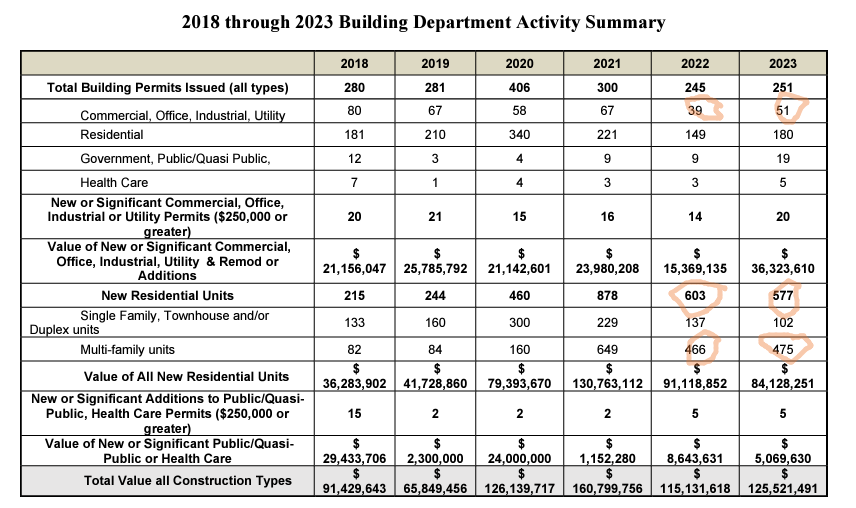 2018 through 2023 Building Department Activity Summary
2018 2019 2020 2021 2022 2023
Total Building Permits Issued (all types) 280 281 406 300 245 251
Commercial, Office, Industrial, Utility 80 67 58 67 39 51
Residential 181 210 340 221 149 180
Government, Public/Quasi Public, 12 3 4 9 9 19
Health Care 7 1 4 3 3 5
New or Significant Commercial, Office,
Industrial or Utility Permits ($250,000 or 20 21 15 16 14 20
greater)
Value of New or Significant Commercial, $ $ $ $ $ $
Office, Industrial, Utility & Remod or 21,156,047 25,785,792 21,142,601 23,980,208 15,369,135 36,323,610
Additions
New Residential Units 215 244 460 878 603 577
Single Family, Townhouse and/or
Duplex units 133 160 300 229 137 102
Multi-family units 82 84 160 649 466 475
Value of All New Residential Units $ $ $ $ $ $
36,283,902 41,728,860 79,393,670 130,763,112 91,118,852 84,128,251
New or Significant Additions to Public/Quasi-
Public, Health Care Permits ($250,000 or 15 2 2 2 5 5
greater)
Value of New or Significant Public/Quasi- $ $ $ $ $ $
Public or Health Care 29,433,706 2,300,000 24,000,000 1,152,280 8,643,631 5,069,630
Total Value all Construction Types $ $ $ $ $ $
91,429,643 65,849,456 126,139,717 160,799,756 115,131,618 125,521,491